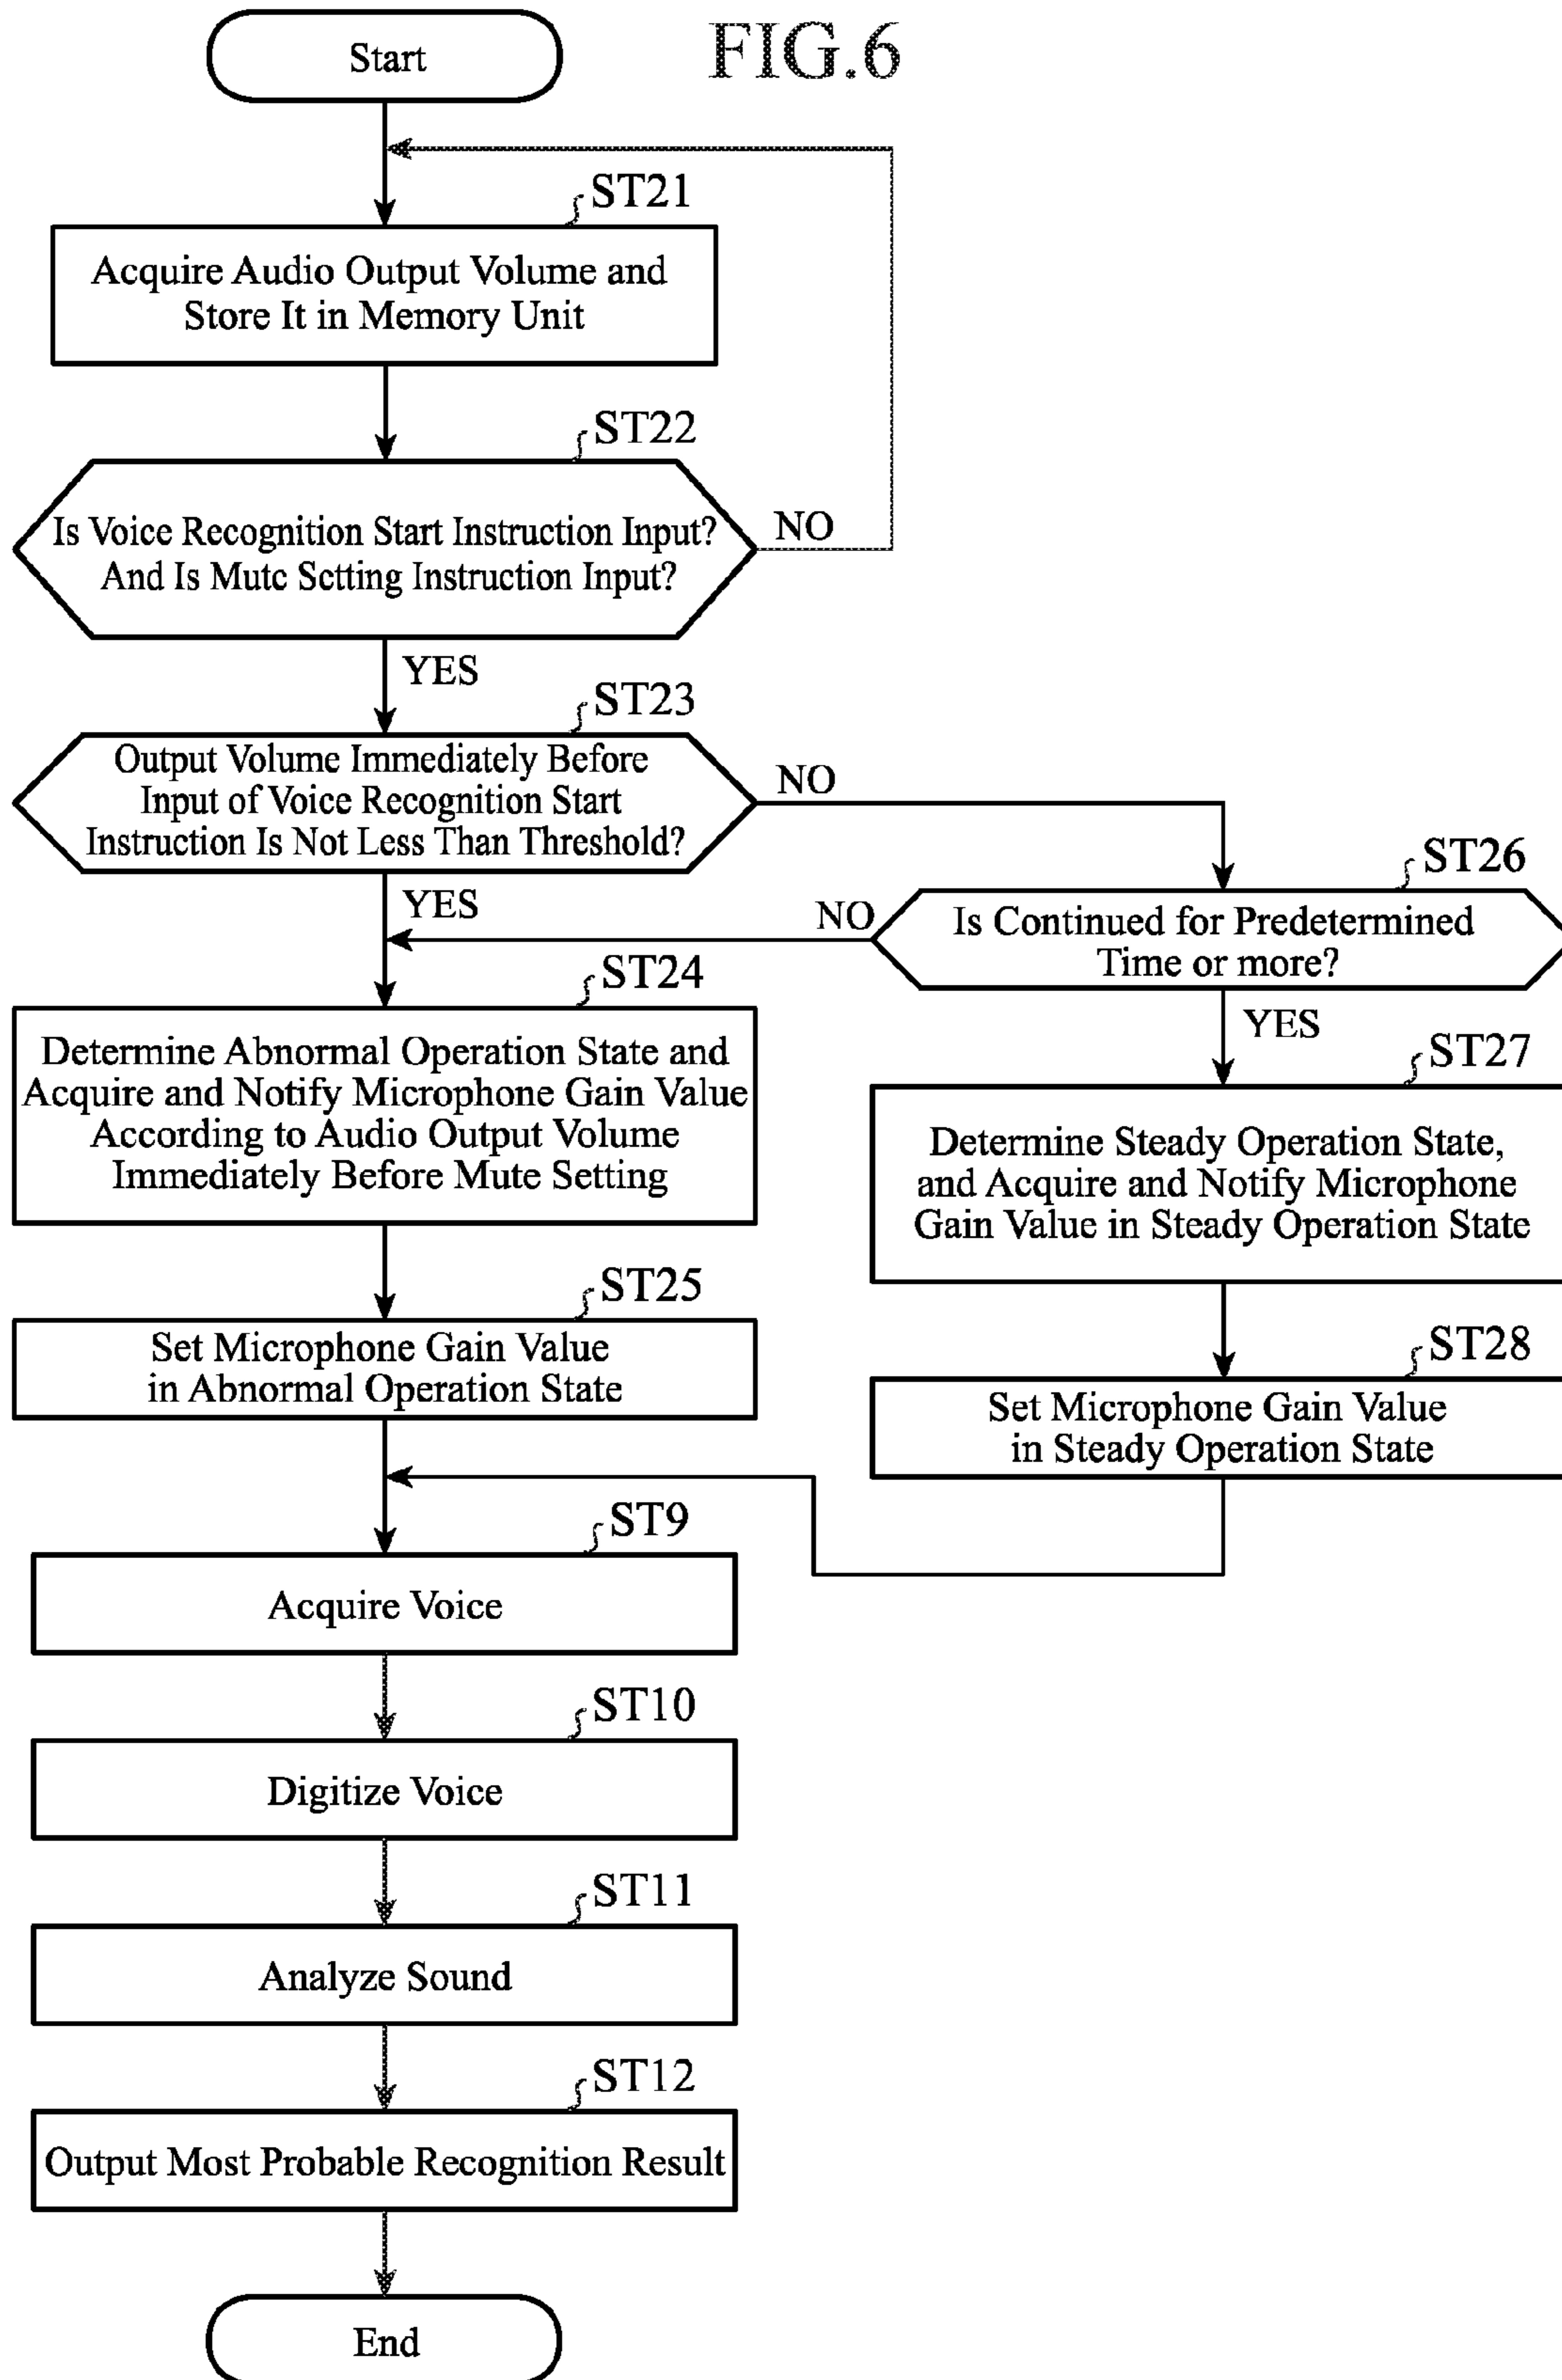 FIG.6
Start
ST21
Acquire Audio Output Volume and
Store It in Memory Unit
ST22
Is Voice Recognition Start Instruction Input?
And Is Mute Setting Instruction Input?
NO
YES
ST23
Output Volume Immediately Before
Input of Voice Recognition Start
Instruction Is Not Less Than Threshold?
NO
YES
ST26
Is Continued for Predetermined
Time or more?
NO
YES
ST24
Determine Abnormal Operation State and
Acquire and Notify Microphone Gain Value
According to Audio Output Volume
Immediately Before Mute Setting
ST27
Determine Steady Operation State,
and Acquire and Notify Microphone
Gain Value in Steady Operation State
ST25
Set Microphone Gain Value
in Abnormal Operation State
ST28
Set Microphone Gain Value
in Steady Operation State
ST9
Acquire Voice
ST10
Digitize Voice
ST11
Analyze Sound
ST12
Output Most Probable Recognition Result
End